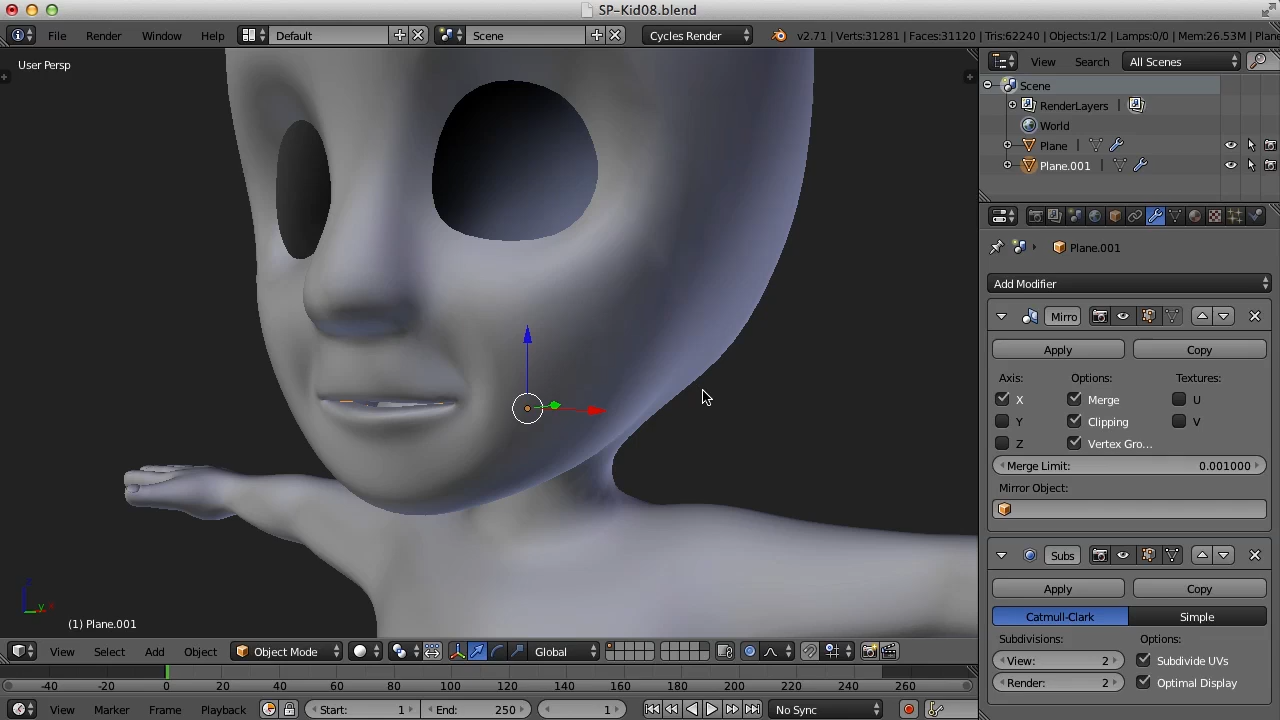 SP-Kid08.blend
File Render Window Help Default Scene Cycles Render v2.71 | Verts:31281 | Faces:31120 | Tris:62240 | Objects:1/2 | Lamps:0/0 | Mem:26.53M | Plane
User Persp
View Search All Scenes
Scene
RenderLayers |
World
Plane |
Plane.001 |
Plane.001
Add Modifier
Mirro
Apply Copy
Axis: Options: Textures:
X Merge U
Y Clipping V
Z Vertex Gro...
Merge Limit: 0.001000
Mirror Object:
Subs
Apply Copy
Catmull-Clark Simple
Subdivisions: Options:
View: 2 Subdivide UVs
Render: 2 Optimal Display
z
y
(1) Plane.001
View Select Add Object Object Mode Global
-40 -20 0 20 40 60 80 100 120 140 160 180 200 220 240 260
View Marker Frame Playback Start: 1 End: 250 1 No Sync